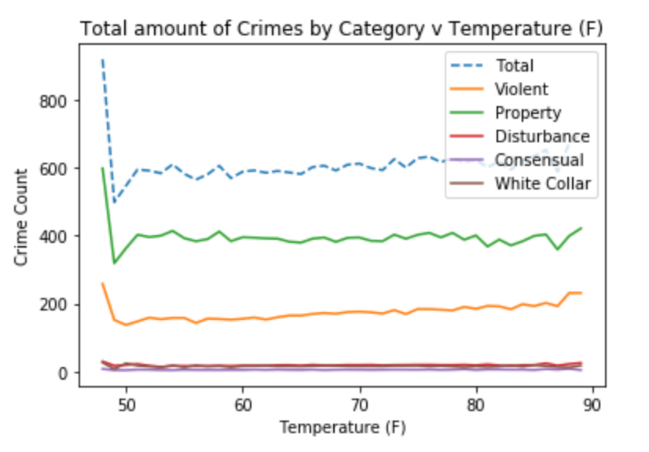 Total amount of Crimes by Category v Temperature (F)
Total
Violent
Property
Disturbance
Consensual
White Collar
Crime Count
800
600
400
200
0
50 60 70 80 90
Temperature (F)